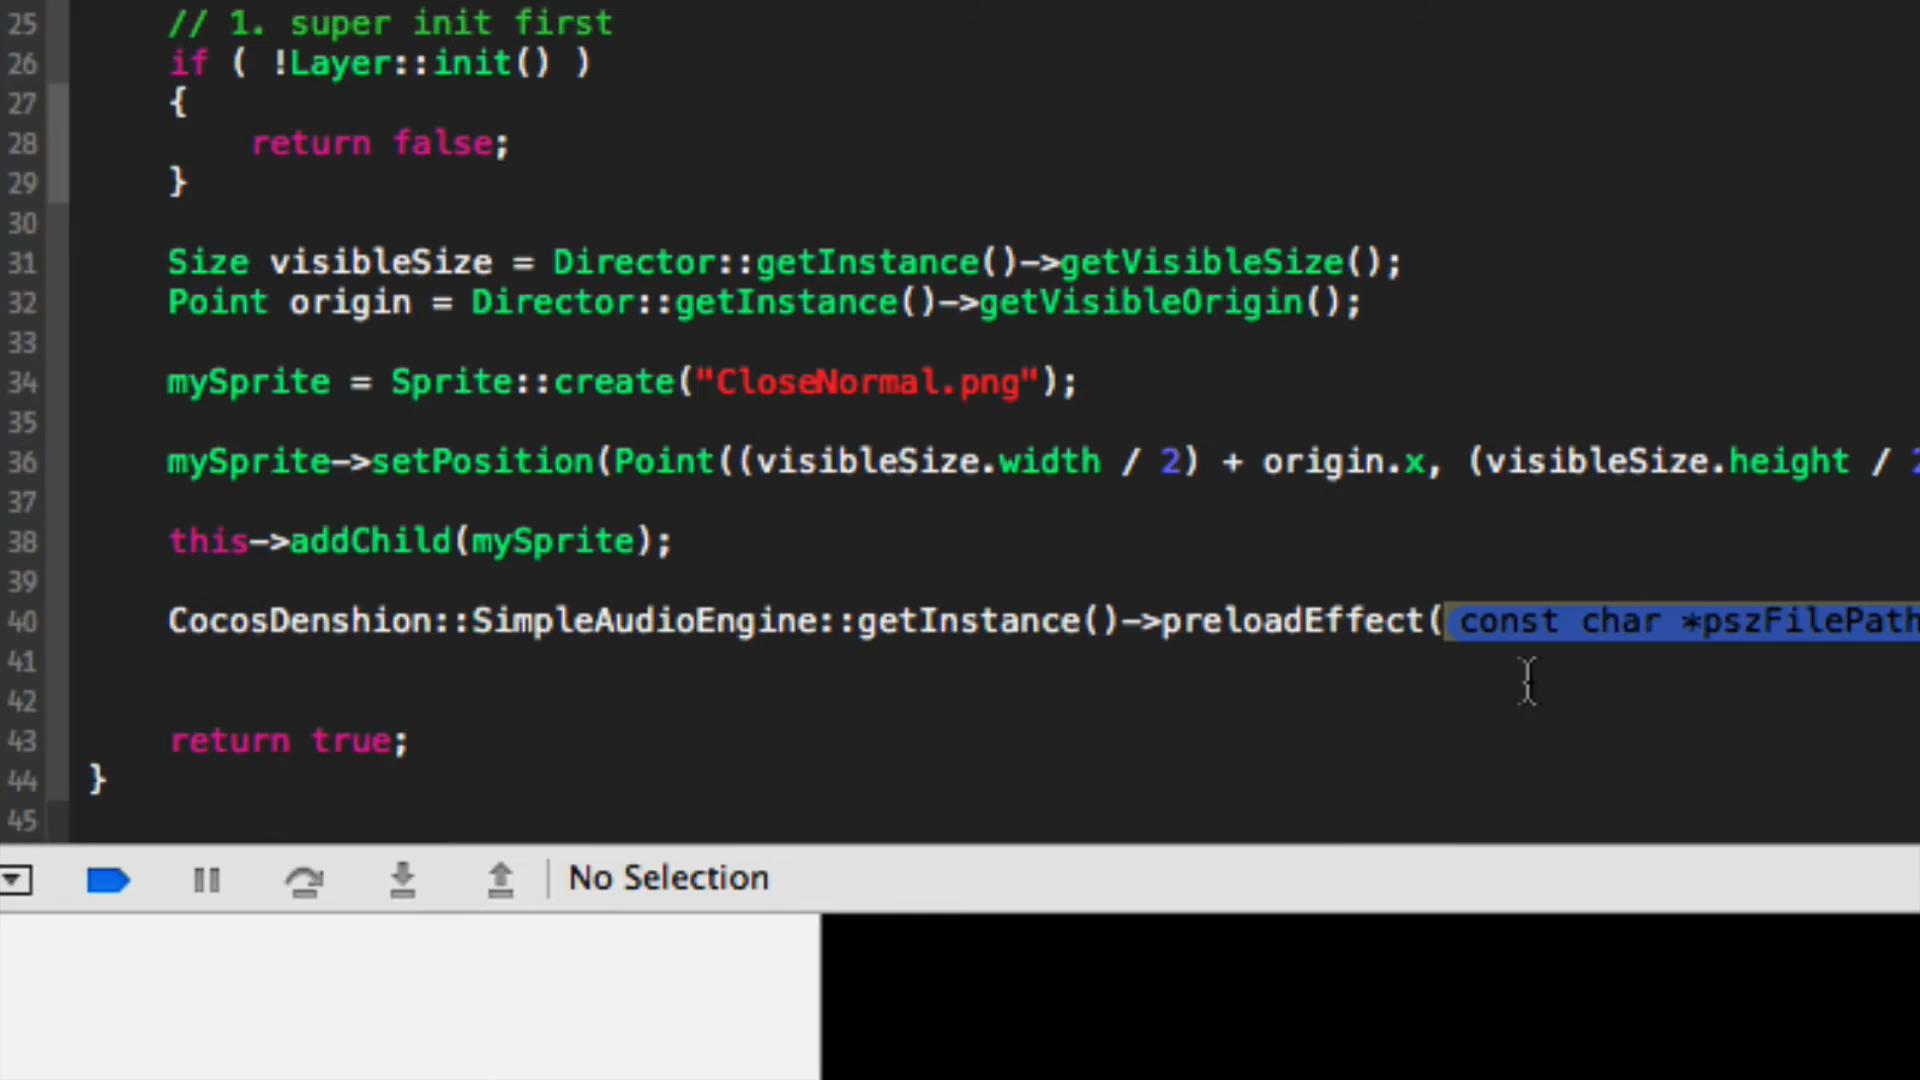 25 // 1. super init first
26 if ( !Layer::init() )
27 {
28 return false;
29 }
30
31 Size visibleSize = Director::getInstance()->getVisibleSize();
32 Point origin = Director::getInstance()->getVisibleOrigin();
33
34 mySprite = Sprite::create("CloseNormal.png");
35
36 mySprite->setPosition(Point((visibleSize.width / 2) + origin.x, (visibleSize.height / 2
37
38 this->addChild(mySprite);
39
40 CocosDenshion::SimpleAudioEngine::getInstance()->preloadEffect( const char *pszFilePath
41
42
43 return true;
44 }
45
No Selection